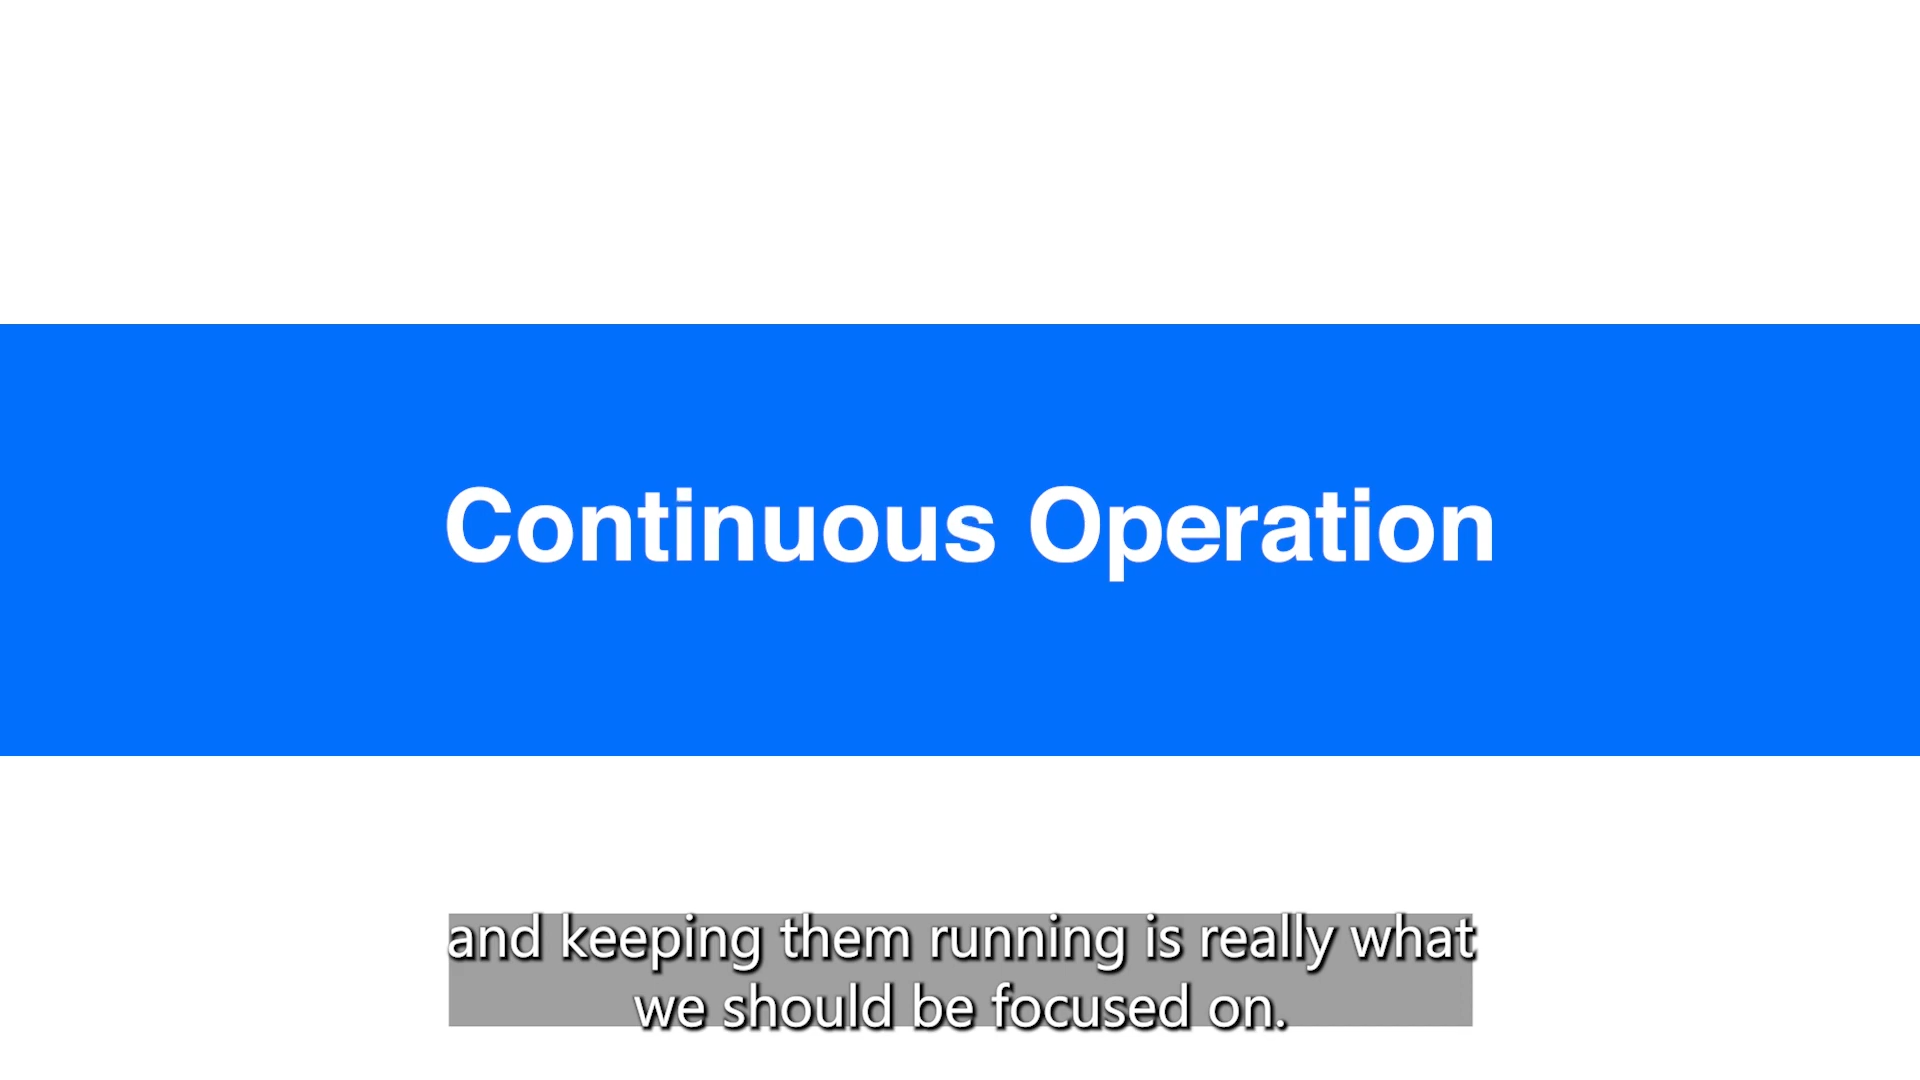 Continuous Operation
and keeping them running is really what
we should be focused on.